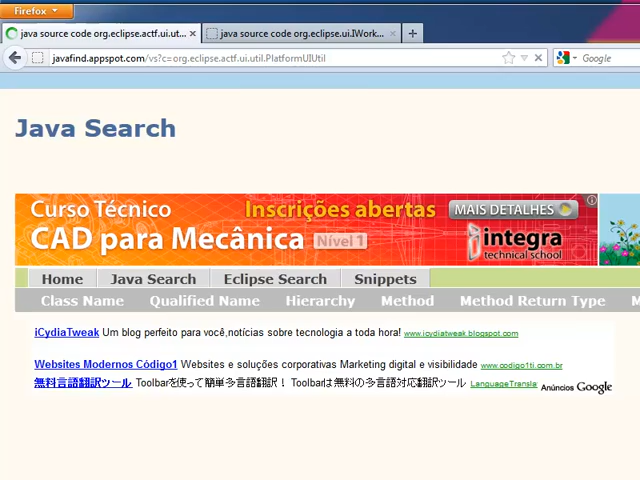 Firefox
java source code org.eclipse.actf.ui.ut... × java source code org.eclipse.ui.IWork... × +
javafind.appspot.com/vs?c=org.eclipse.actf.ui.util.PlatformUIUtil Google
Java Search
Curso Técnico Inscrições abertas MAIS DETALHES
CAD para Mecânica Nível 1 integra
technical school
Home Java Search Eclipse Search Snippets
Class Name Qualified Name Hierarchy Method Method Return Type M
iCydiaTweak Um blog perfeito para você,notícias sobre tecnologia a toda hora! www.icydiatweak.blogspot.com
Websites Modernos Código1 Websites e soluções corporativas Marketing digital e visibilidade www.codigo1ti.com.br
無料言語翻訳ツール Toolbarを使って簡単多言語翻訳！ Toolbarは無料の多言語対応翻訳ツール LanguageTransla
Anúncios Google